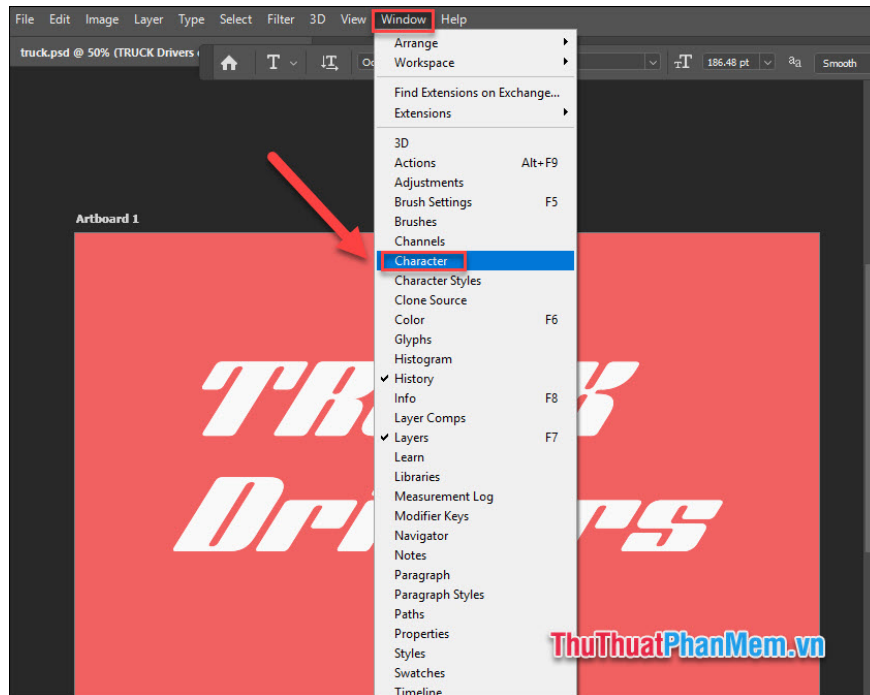 File Edit Image Layer Type Select Filter 3D View Window Help
truck.psd @ 50% (TRUCK Drivers
T
T
186.48 pt
aa
Smooth
Arrange
Workspace
Find Extensions on Exchange...
Extensions
3D
Actions Alt+F9
Adjustments
Brush Settings F5
Brushes
Channels
Character
Character Styles
Clone Source
Color F6
Glyphs
Histogram
History
Info F8
Layer Comps
Layers F7
Learn
Libraries
Measurement Log
Modifier Keys
Navigator
Notes
Paragraph
Paragraph Styles
Paths
Properties
Styles
Swatches
Timeline
Artboard 1
TRUCK
Drivers
ThuThuatPhanMem.vn